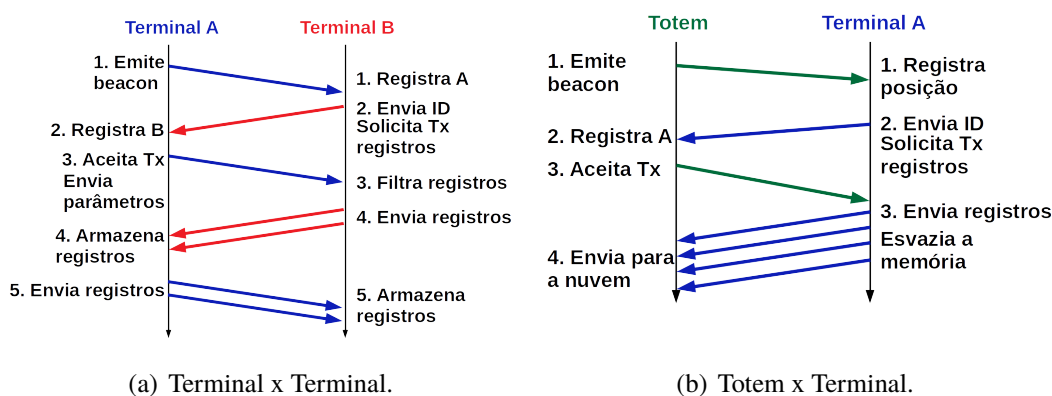 Terminal A
Terminal B
1. Emite
beacon
1. Registra A
2. Envia ID
Solicita Tx
registros
2. Registra B
3. Aceita Tx
Envia
parâmetros
3. Filtra registros
4. Envia registros
4. Armazena
registros
5. Envia registros
5. Armazena
registros
(a) Terminal x Terminal.
Totem
Terminal A
1. Emite
beacon
1. Registra
posição
2. Envia ID
Solicita Tx
registros
2. Registra A
3. Aceita Tx
3. Envia registros
Esvazia a
memória
4. Envia para
a nuvem
(b) Totem x Terminal.